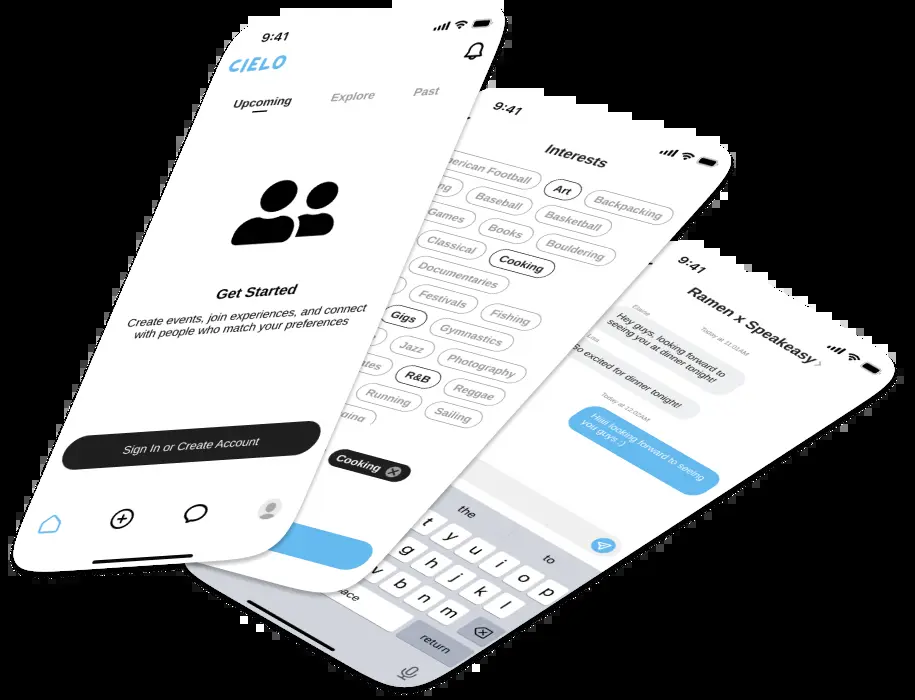 9:41
CIELO
Upcoming Explore Past
Get Started
Create events, join experiences, and connect
with people who match your preferences
Sign In or Create Account
9:41
Interests
erican Football Art Backpacking
ng Baseball Basketball
Games Books Bouldering
Classical Cooking
Documentaries
Festivals Fishing
Gigs Gymnastics
Jazz Photography
ates R&B Reggae
Running Sailing
Cooking
9:41
Ramen x Speakeasy
Today at 11:01AM
Hey guys, looking forward to
seeing you at dinner tonight!
So excited for dinner tonight!
Today at 12:02AM
Hiiii looking forward to seeing
you guys :)
the to
t y u i o p
g h j k l
v b n m
ace return